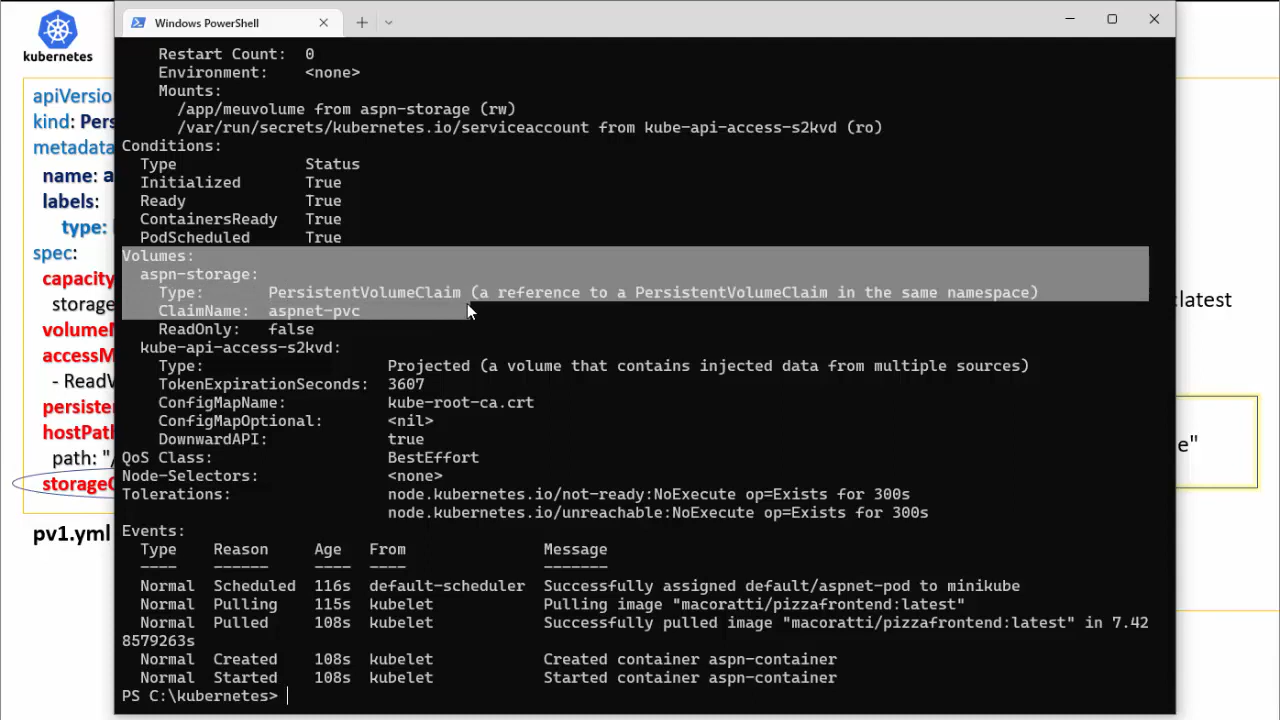 kubernetes
apiVersio
kind: Pers
metadata
name: a
labels:
type:
spec:
capacity
storage
volume
accessM
- ReadV
persisten
hostPath
path: "/
storageC
pv1.yml
Windows PowerShell
Restart Count: 0
Environment: <none>
Mounts:
/app/meuvolume from aspn-storage (rw)
/var/run/secrets/kubernetes.io/serviceaccount from kube-api-access-s2kvd (ro)
Conditions:
Type Status
Initialized True
Ready True
ContainersReady True
PodScheduled True
Volumes:
aspn-storage:
Type: PersistentVolumeClaim (a reference to a PersistentVolumeClaim in the same namespace)
ClaimName: aspnet-pvc
ReadOnly: false
kube-api-access-s2kvd:
Type: Projected (a volume that contains injected data from multiple sources)
TokenExpirationSeconds: 3607
ConfigMapName: kube-root-ca.crt
ConfigMapOptional: <nil>
DownwardAPI: true
QoS Class: BestEffort
Node-Selectors: <none>
Tolerations: node.kubernetes.io/not-ready:NoExecute op=Exists for 300s
node.kubernetes.io/unreachable:NoExecute op=Exists for 300s
Events:
Type Reason Age From Message
---- ------ ---- ---- -------
Normal Scheduled 116s default-scheduler Successfully assigned default/aspnet-pod to minikube
Normal Pulling 115s kubelet Pulling image "macoratti/pizzafrontend:latest"
Normal Pulled 108s kubelet Successfully pulled image "macoratti/pizzafrontend:latest" in 7.42
8579263s
Normal Created 108s kubelet Created container aspn-container
Normal Started 108s kubelet Started container aspn-container
PS C:\kubernetes>
:latest
e"